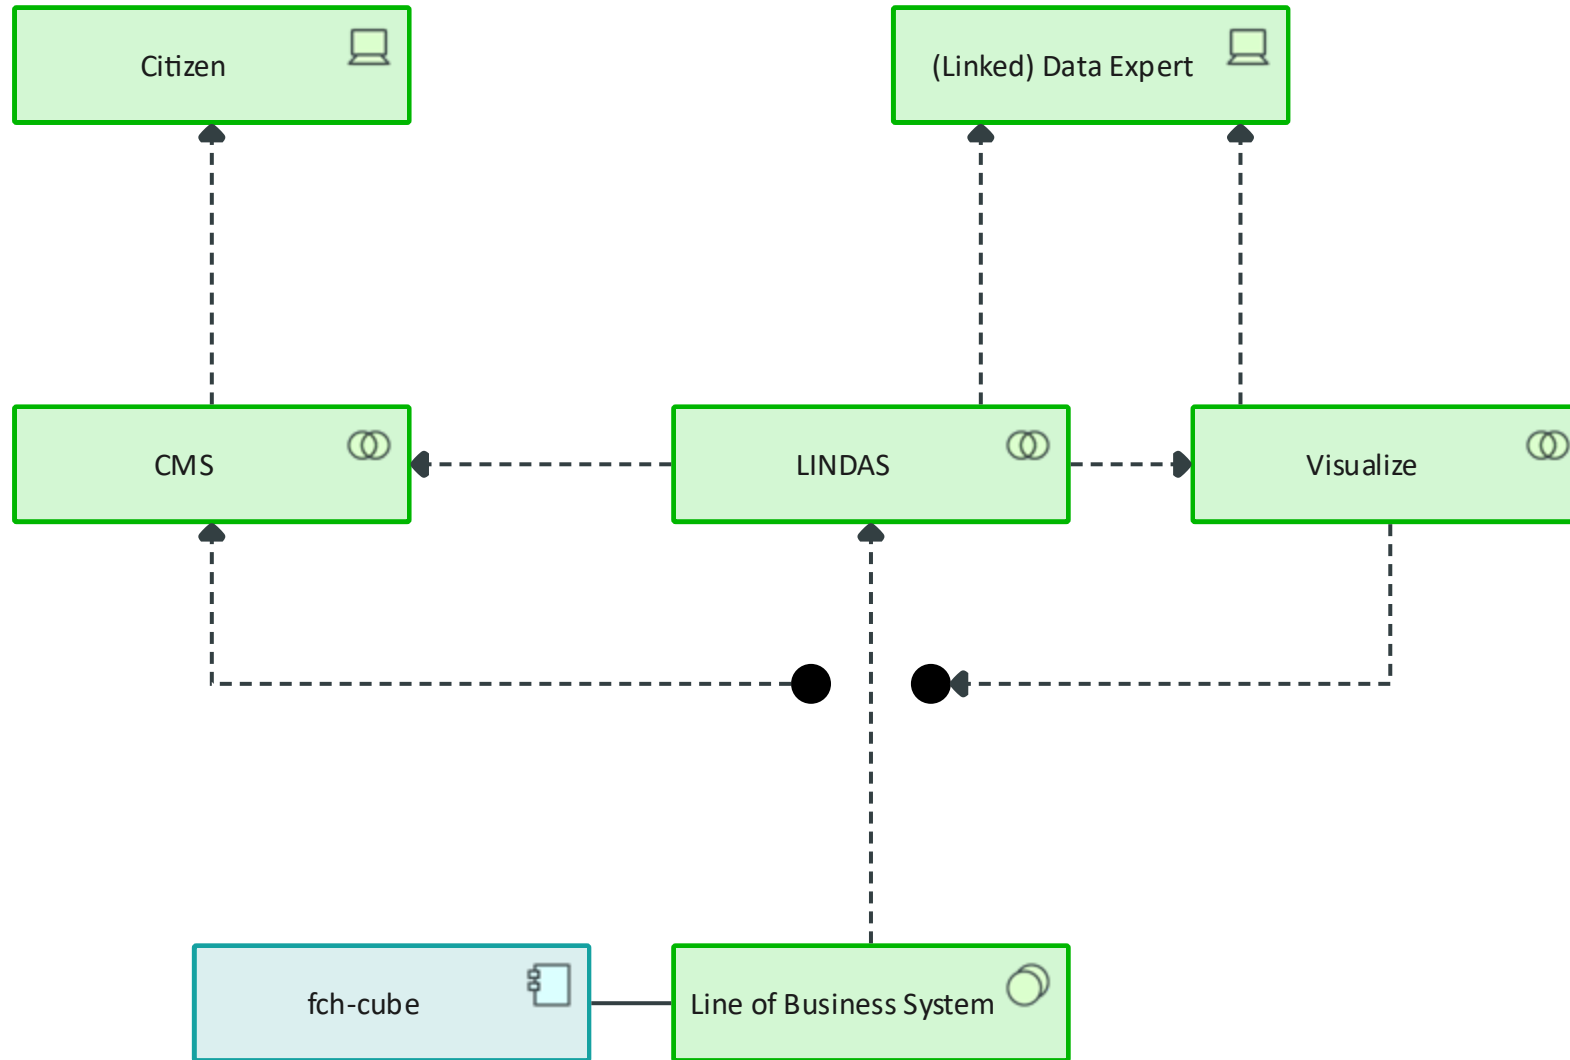 Citizen
(Linked) Data Expert
CMS
LINDAS
Visualize
fch-cube
Line of Business System